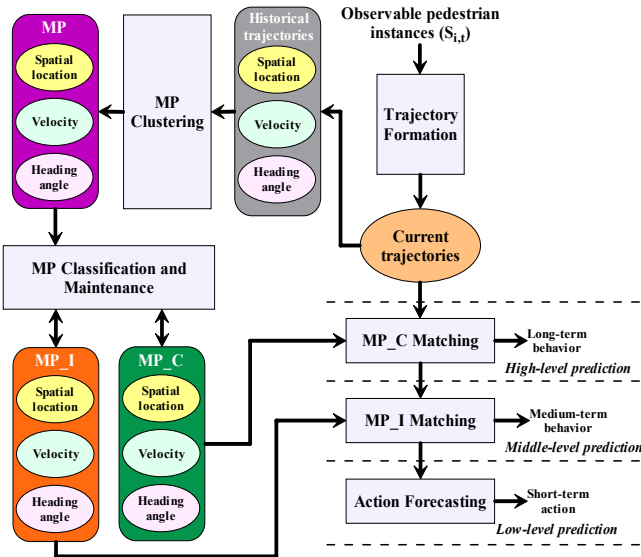 MP
Spatial
location
Velocity
Heading
angle
MP
Clustering
Historical
trajectories
Spatial
location
Velocity
Heading
angle
Observable pedestrian
instances (S_{i,t})
Trajectory
Formation
Current
trajectories
MP Classification and
Maintenance
MP_I
Spatial
location
Velocity
Heading
angle
MP_C
Spatial
location
Velocity
Heading
angle
MP_C Matching
Long-term
behavior
High-level prediction
MP_I Matching
Medium-term
behavior
Middle-level prediction
Action Forecasting
Short-term
action
Low-level prediction